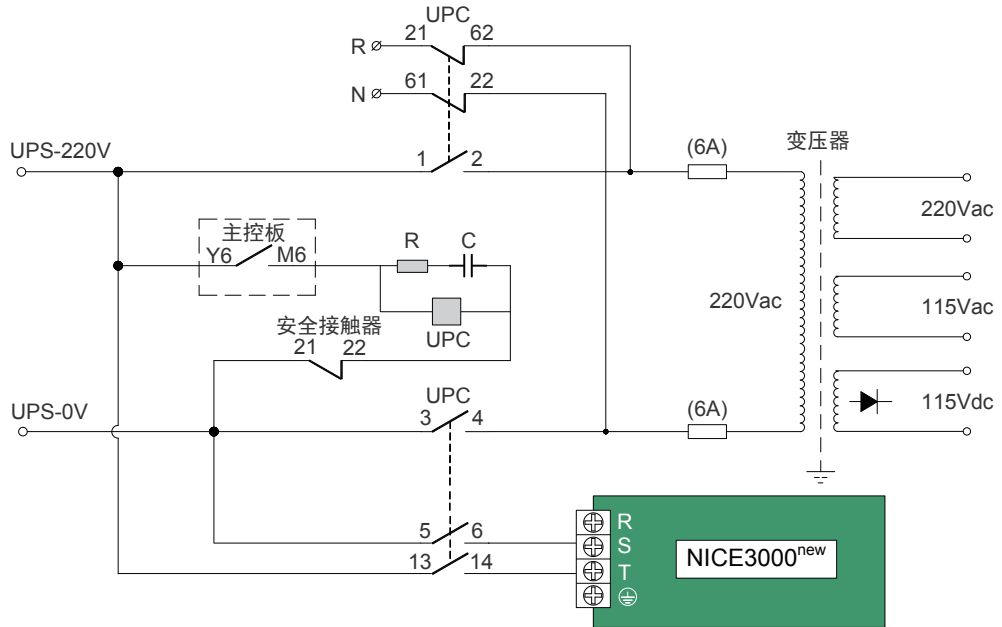 UPC
R 21 62
N 61 22
UPS-220V
1 2
(6A)
变压器
220Vac
主控板
Y6 M6
R C
UPC
220Vac
115Vac
安全接触器
21 22
UPS-0V
UPC
3 4
(6A)
115Vdc
5 6
13 14
R
S
T
NICE3000new